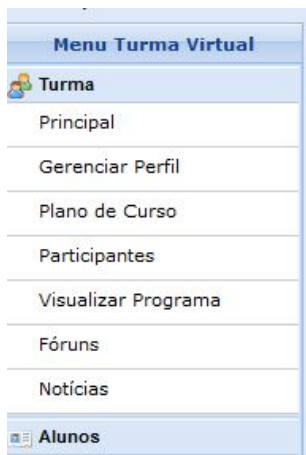 Menu Turma Virtual
Turma
Principal
Gerenciar Perfil
Plano de Curso
Participantes
Visualizar Programa
Fóruns
Notícias
Alunos